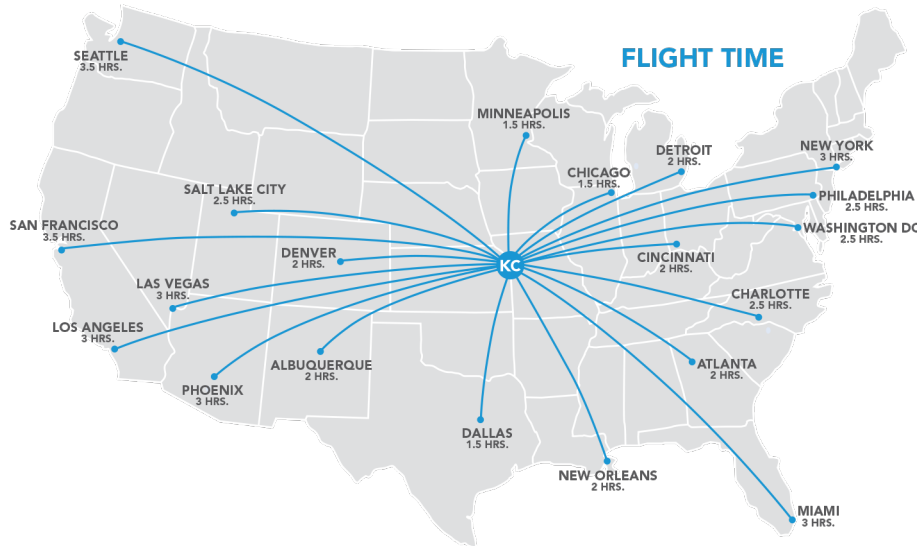 FLIGHT TIME
SEATTLE
3.5 HRS.
MINNEAPOLIS
1.5 HRS.
DETROIT
2 HRS.
NEW YORK
3 HRS.
CHICAGO
1.5 HRS.
SALT LAKE CITY
2.5 HRS.
PHILADELPHIA
2.5 HRS.
SAN FRANCISCO
3.5 HRS.
WASHINGTON DC
2.5 HRS.
DENVER
2 HRS.
KC
CINCINNATI
2 HRS.
LAS VEGAS
3 HRS.
CHARLOTTE
2.5 HRS.
LOS ANGELES
3 HRS.
ALBUQUERQUE
2 HRS.
ATLANTA
2 HRS.
PHOENIX
3 HRS.
DALLAS
1.5 HRS.
NEW ORLEANS
2 HRS.
MIAMI
3 HRS.